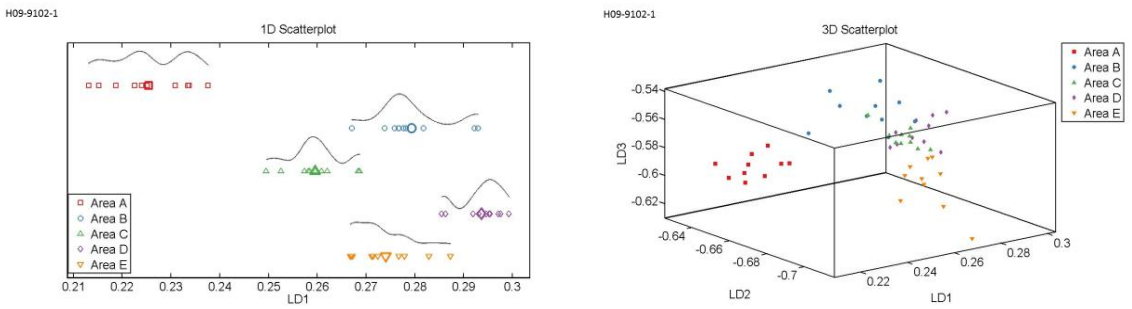 H09-9102-1
1D Scatterplot
Area A
Area B
Area C
Area D
Area E
0.21 0.22 0.23 0.24 0.25 0.26 0.27 0.28 0.29 0.3
LD1
H09-9102-1
3D Scatterplot
Area A
Area B
Area C
Area D
Area E
-0.54
-0.56
-0.58
-0.6
-0.62
LD3
-0.64
-0.66
-0.68
-0.7
LD2
0.22
0.24
0.26
0.28
0.3
LD1